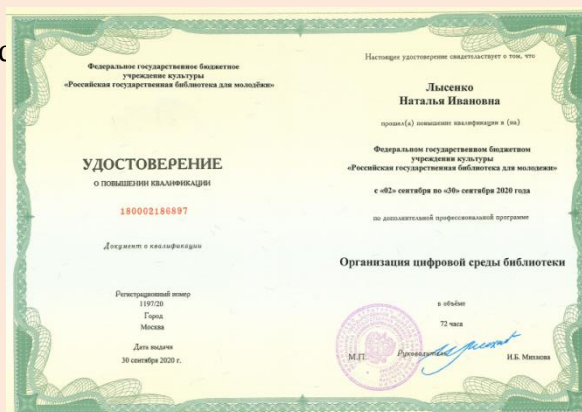 Федеральное государственное бюджетное
учреждение культуры
«Российская государственная библиотека для молодёжи»
УДОСТОВЕРЕНИЕ
О ПОВЫШЕНИИ КВАЛИФИКАЦИИ
180002186897
Документ о квалификации
Регистрационный номер
1197/20
Город
Москва
Дата выдачи
30 сентября 2020 г.
Настоящее удостоверение свидетельствует о том, что
Лысенко
Наталья Ивановна
прошел(а) повышение квалификации в (на)
Федеральном государственном бюджетном
учреждении культуры
«Российская государственная библиотека для молодежи»
с «02» сентября по «30» сентября 2020 года
по дополнительной профессиональной программе
Организация цифровой среды библиотеки
в объёме
72 часа
М.П.
Руководитель
И.Б. Михнова